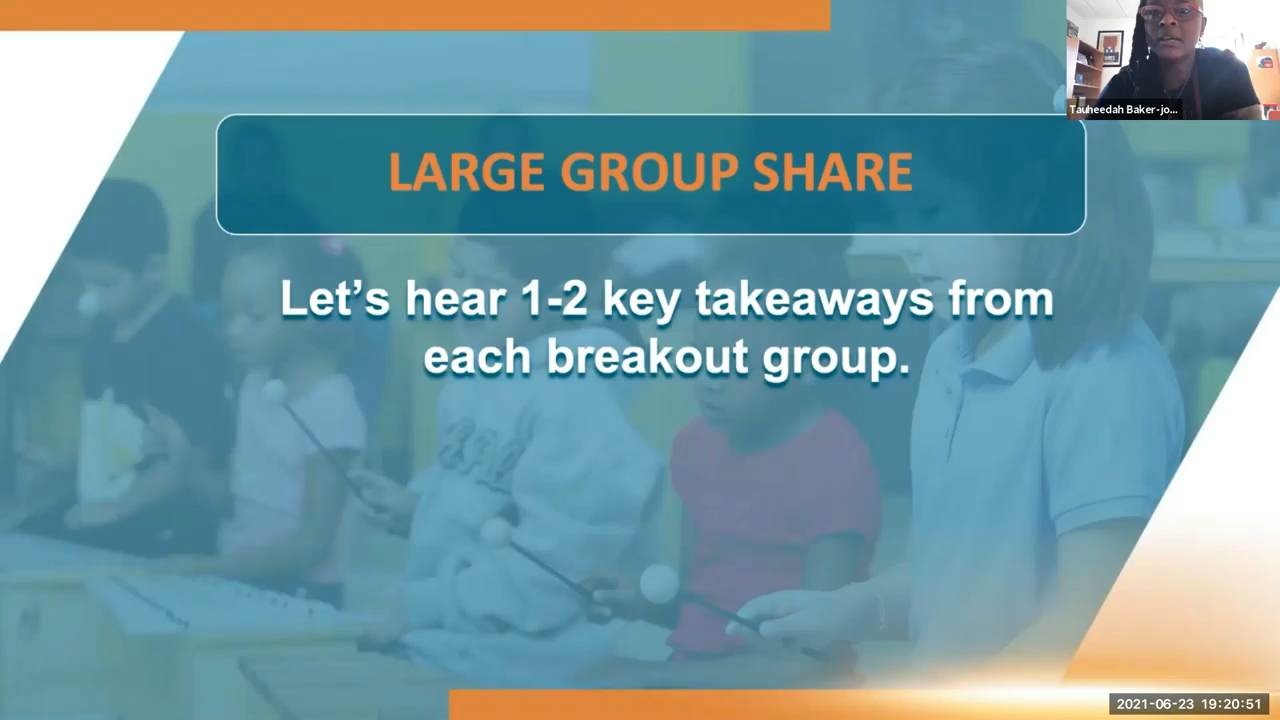 LARGE GROUP SHARE
Let's hear 1-2 key takeaways from
each breakout group.
Tauheedah Baker-jo...
2021-06-23 19:20:51